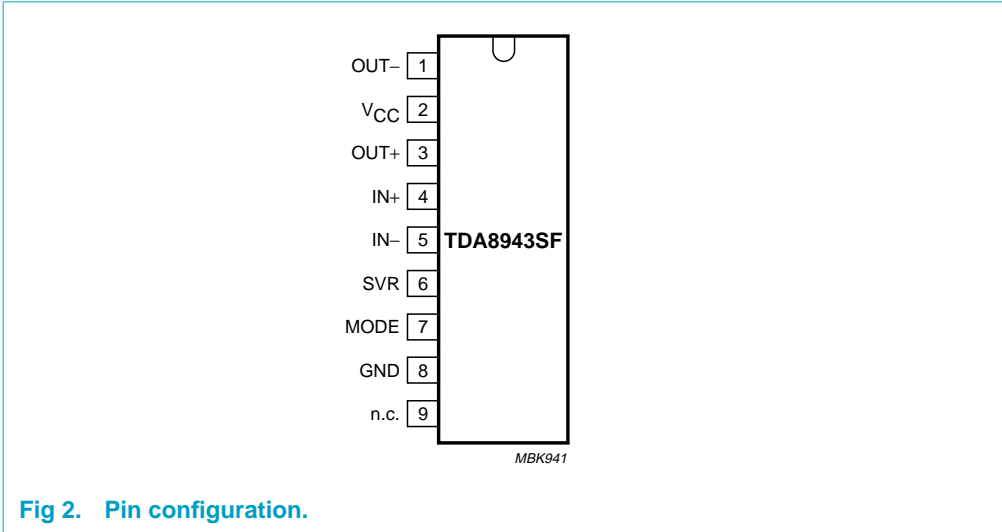 OUT− 1
VCC 2
OUT+ 3
IN+ 4
IN− 5 TDA8943SF
SVR 6
MODE 7
GND 8
n.c. 9
MBK941
Fig 2. Pin configuration.